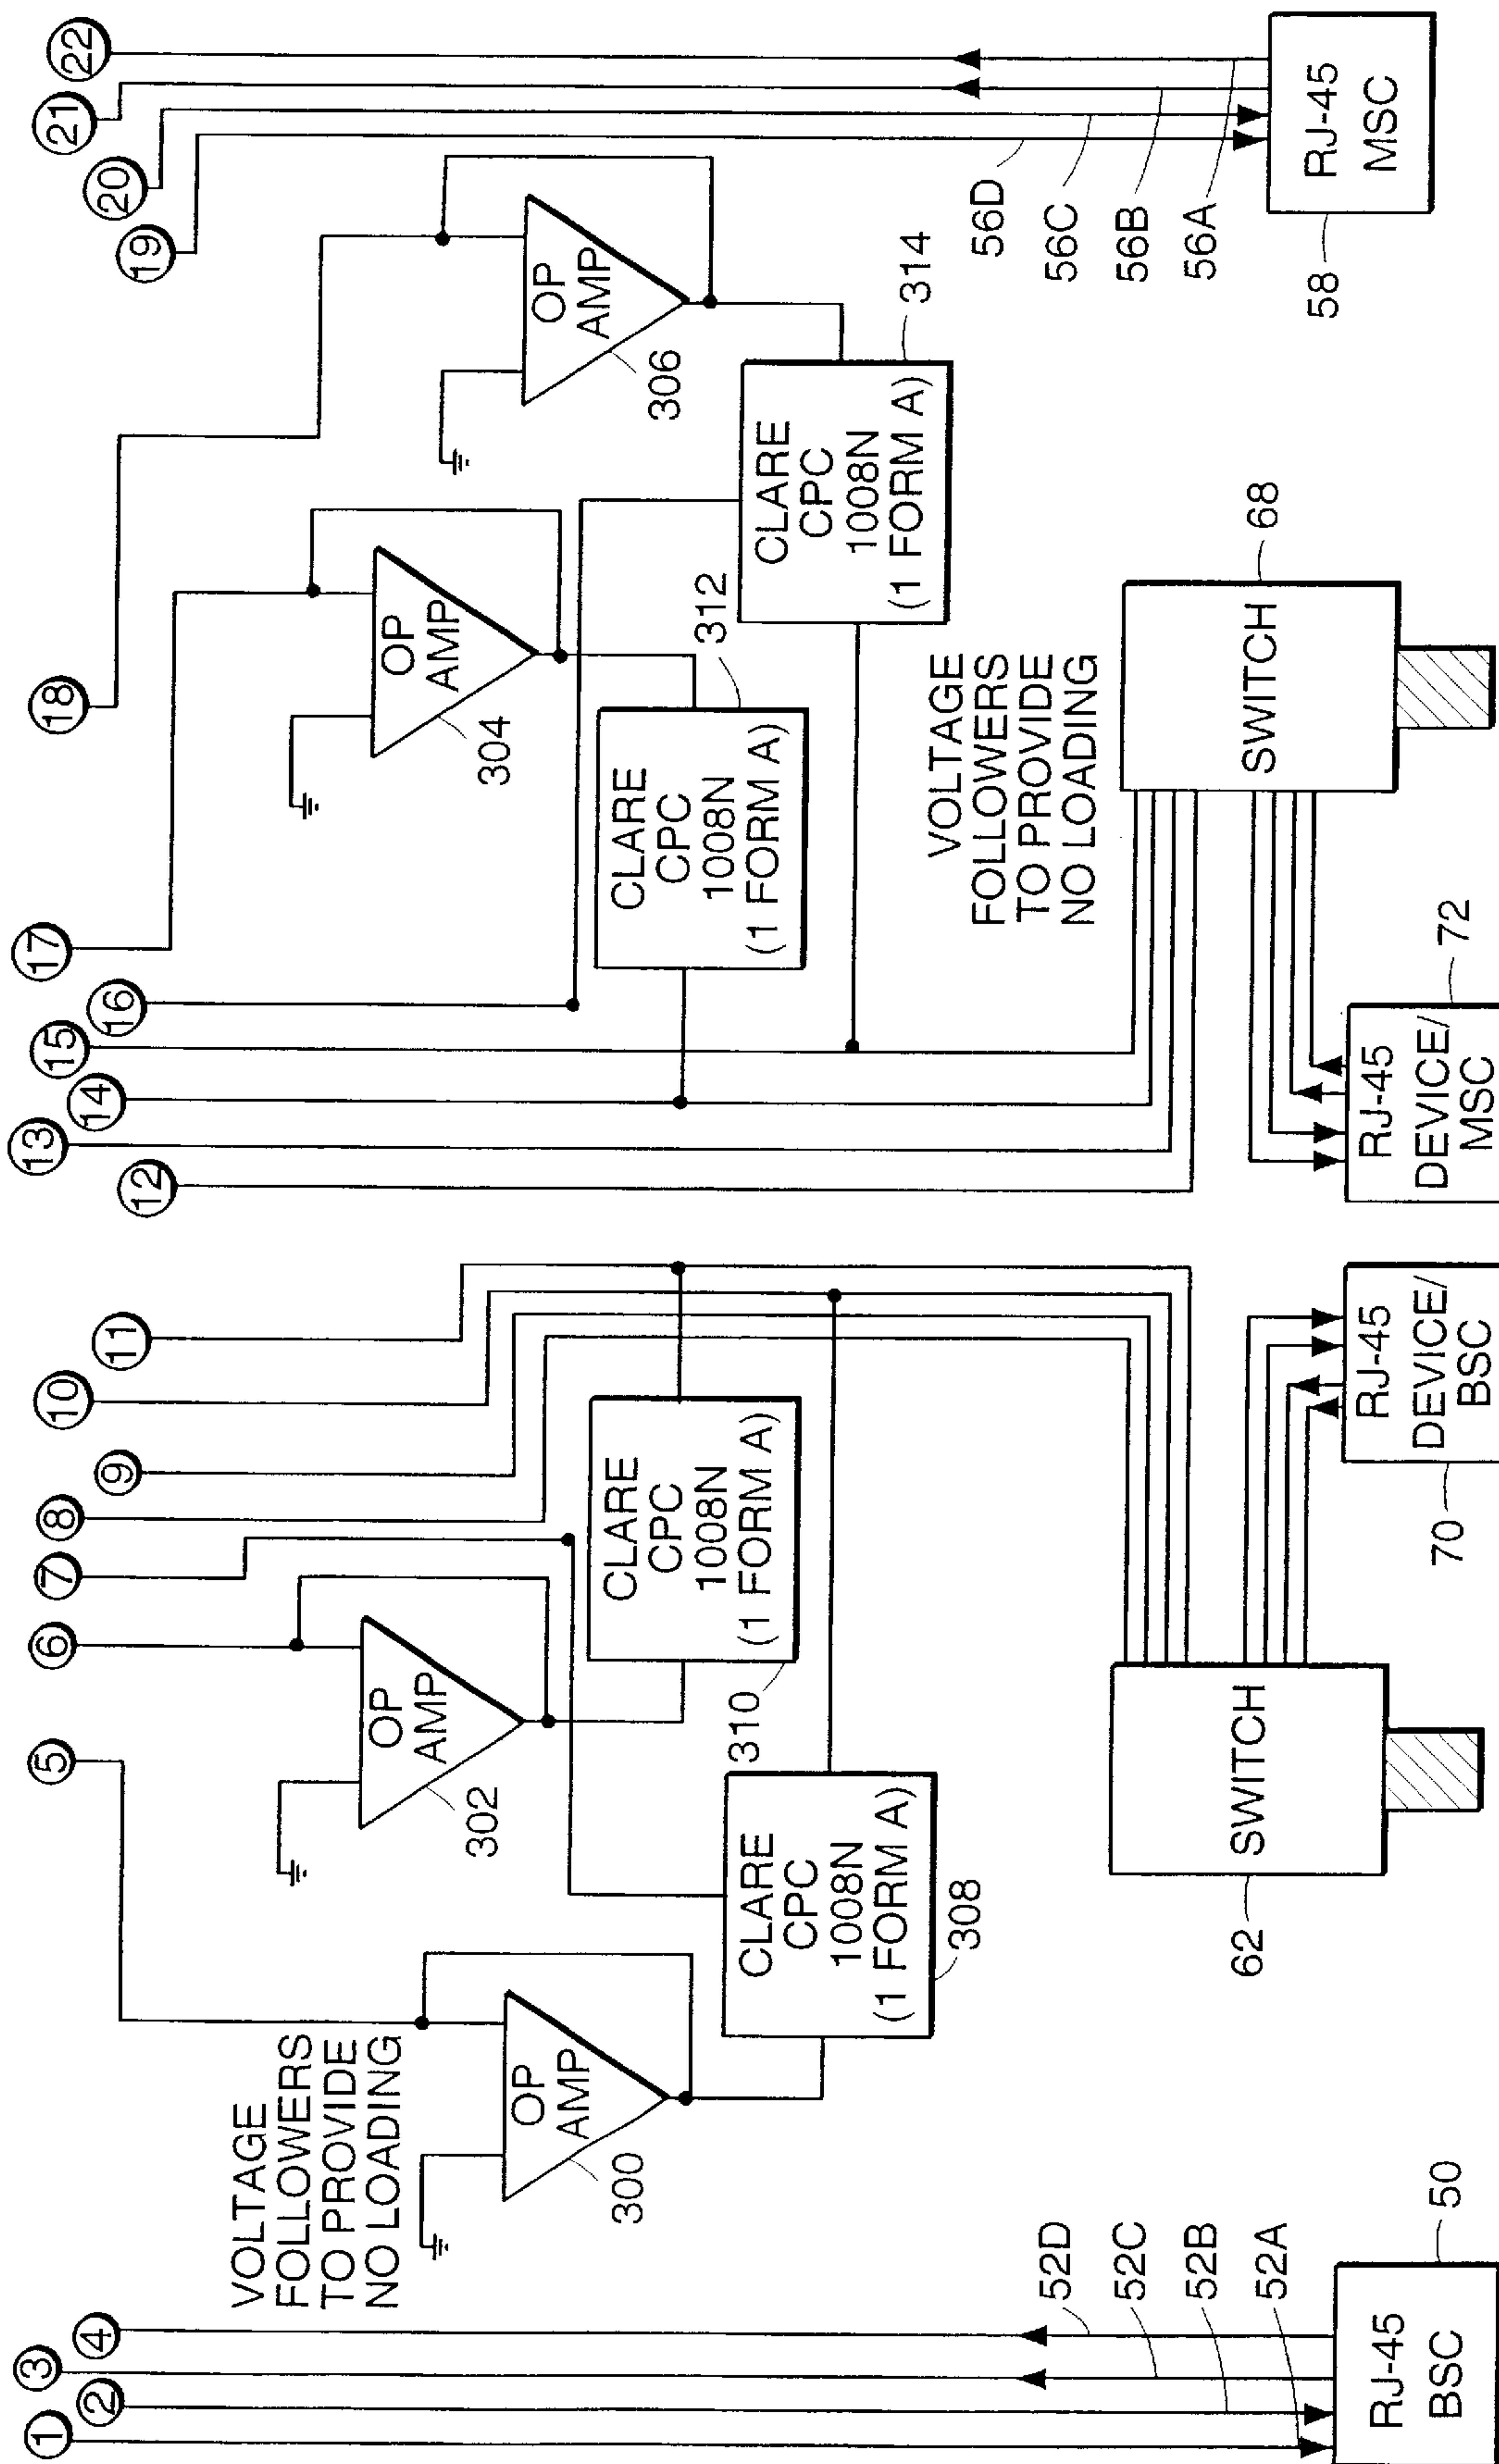 1
2
3
4
5
6
7
8
9
10
11
12
13
14
15
16
17
18
19
20
21
22
VOLTAGE
FOLLOWERS
TO PROVIDE
NO LOADING
OP
AMP
300
OP
AMP
302
OP
AMP
304
OP
AMP
306
CLARE
CPC
1008N
(1 FORM A)
308
CLARE
CPC
1008N
(1 FORM A)
310
CLARE
CPC
1008N
(1 FORM A)
312
CLARE
CPC
1008N
(1 FORM A)
314
VOLTAGE
FOLLOWERS
TO PROVIDE
NO LOADING
52D
52C
52B
52A
RJ-45
BSC
50
SWITCH
62
RJ-45
DEVICE/
BSC
70
SWITCH
68
RJ-45
DEVICE/
MSC
72
56D
56C
56B
56A
RJ-45
MSC
58